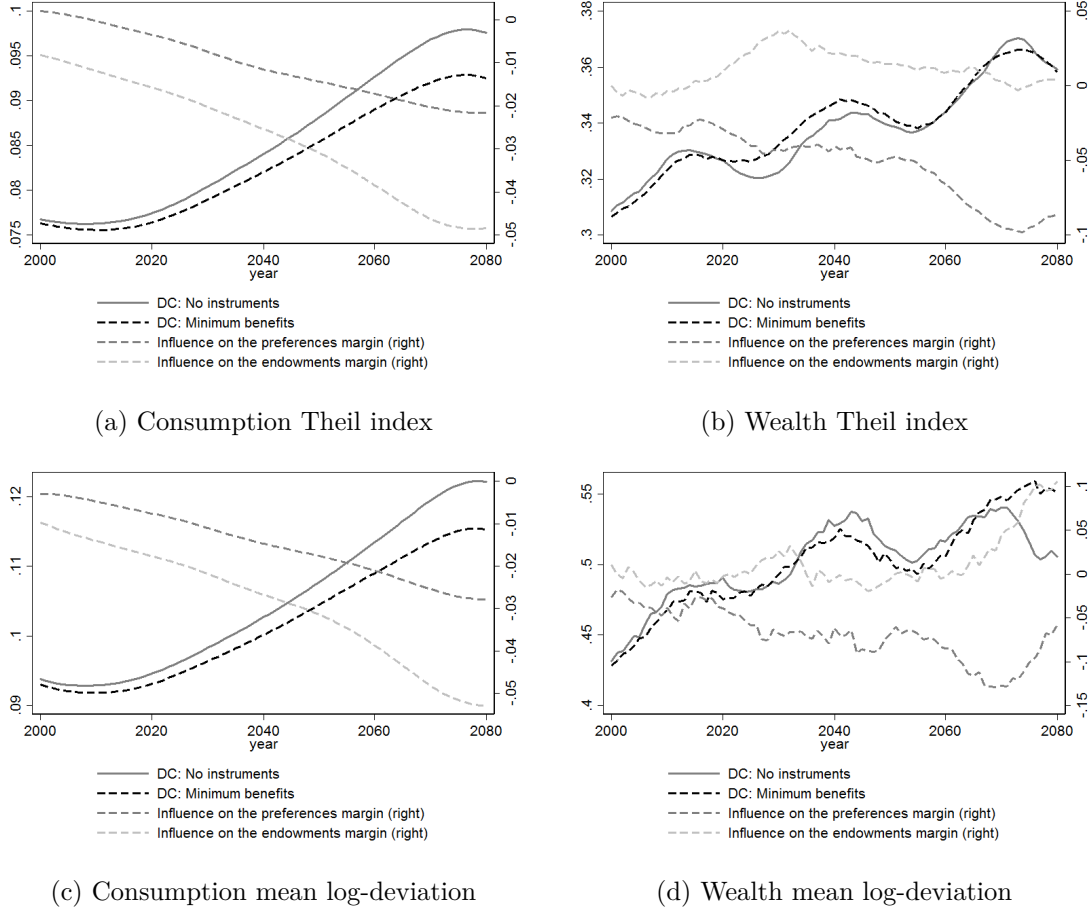 .1
.095
.09
.085
.08
.075
0
-.01
-.02
-.03
-.04
-.05
2000 2020 2040 2060 2080
year
DC: No instruments
DC: Minimum benefits
Influence on the preferences margin (right)
Influence on the endowments margin (right)
(a) Consumption Theil index
.38
.36
.34
.32
.3
.05
0
-.05
-.1
2000 2020 2040 2060 2080
year
DC: No instruments
DC: Minimum benefits
Influence on the preferences margin (right)
Influence on the endowments margin (right)
(b) Wealth Theil index
.12
.11
.1
.09
0
-.01
-.02
-.03
-.04
-.05
2000 2020 2040 2060 2080
year
DC: No instruments
DC: Minimum benefits
Influence on the preferences margin (right)
Influence on the endowments margin (right)
(c) Consumption mean log-deviation
.55
.5
.45
.4
.1
.05
0
-.05
-.1
-.15
2000 2020 2040 2060 2080
year
DC: No instruments
DC: Minimum benefits
Influence on the preferences margin (right)
Influence on the endowments margin (right)
(d) Wealth mean log-deviation